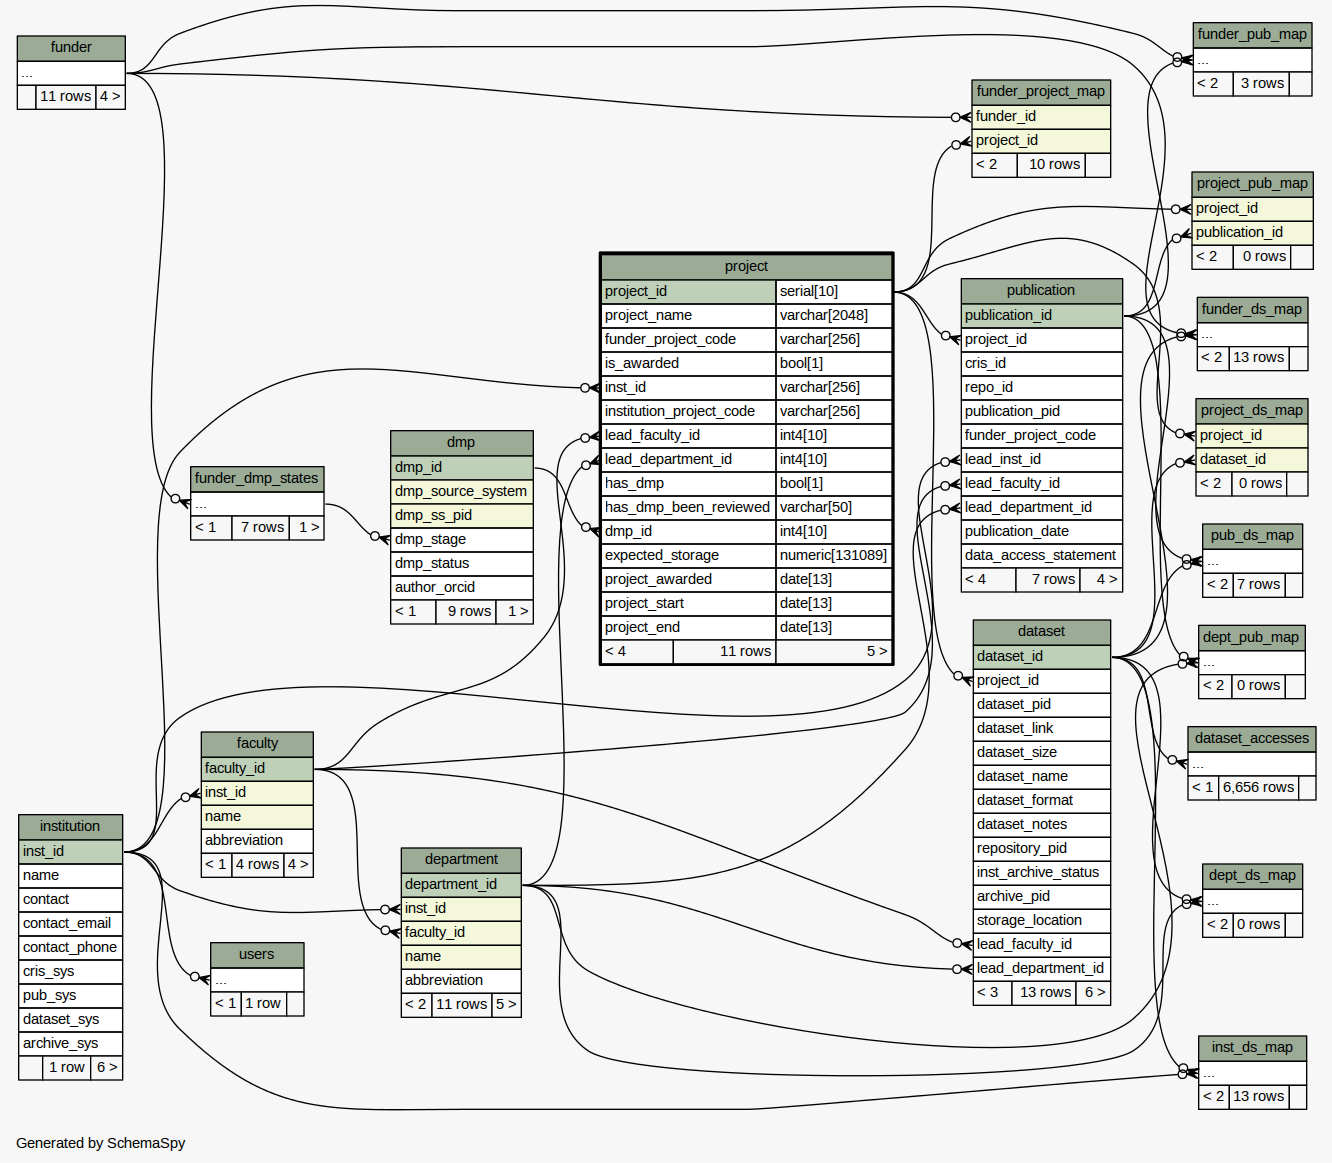 funder
...
11 rows 4 >
funder_pub_map
...
< 2 3 rows
funder_project_map
funder_id
project_id
< 2 10 rows
project_pub_map
project_id
publication_id
< 2 0 rows
project
project_id serial[10]
project_name varchar[2048]
funder_project_code varchar[256]
is_awarded bool[1]
inst_id varchar[256]
institution_project_code varchar[256]
lead_faculty_id int4[10]
lead_department_id int4[10]
has_dmp bool[1]
has_dmp_been_reviewed varchar[50]
dmp_id int4[10]
expected_storage numeric[131089]
project_awarded date[13]
project_start date[13]
project_end date[13]
< 4 11 rows 5 >
publication
publication_id
project_id
cris_id
repo_id
publication_pid
funder_project_code
lead_inst_id
lead_faculty_id
lead_department_id
publication_date
data_access_statement
< 4 7 rows 4 >
funder_ds_map
...
< 2 13 rows
project_ds_map
project_id
dataset_id
< 2 0 rows
dmp
dmp_id
dmp_source_system
dmp_ss_pid
dmp_stage
dmp_status
author_orcid
< 1 9 rows 1 >
funder_dmp_states
...
< 1 7 rows 1 >
pub_ds_map
...
< 2 7 rows
dataset
dataset_id
project_id
dataset_pid
dataset_link
dataset_size
dataset_name
dataset_format
dataset_notes
repository_pid
inst_archive_status
archive_pid
storage_location
lead_faculty_id
lead_department_id
< 3 13 rows 6 >
dept_pub_map
...
< 2 0 rows
dataset_accesses
...
< 1 6,656 rows
faculty
faculty_id
inst_id
name
abbreviation
< 1 4 rows 4 >
institution
inst_id
name
contact
contact_email
contact_phone
cris_sys
pub_sys
dataset_sys
archive_sys
1 row 6 >
department
department_id
inst_id
faculty_id
name
abbreviation
< 2 11 rows 5 >
users
...
< 1 1 row
dept_ds_map
...
< 2 0 rows
inst_ds_map
...
< 2 13 rows
Generated by SchemaSpy